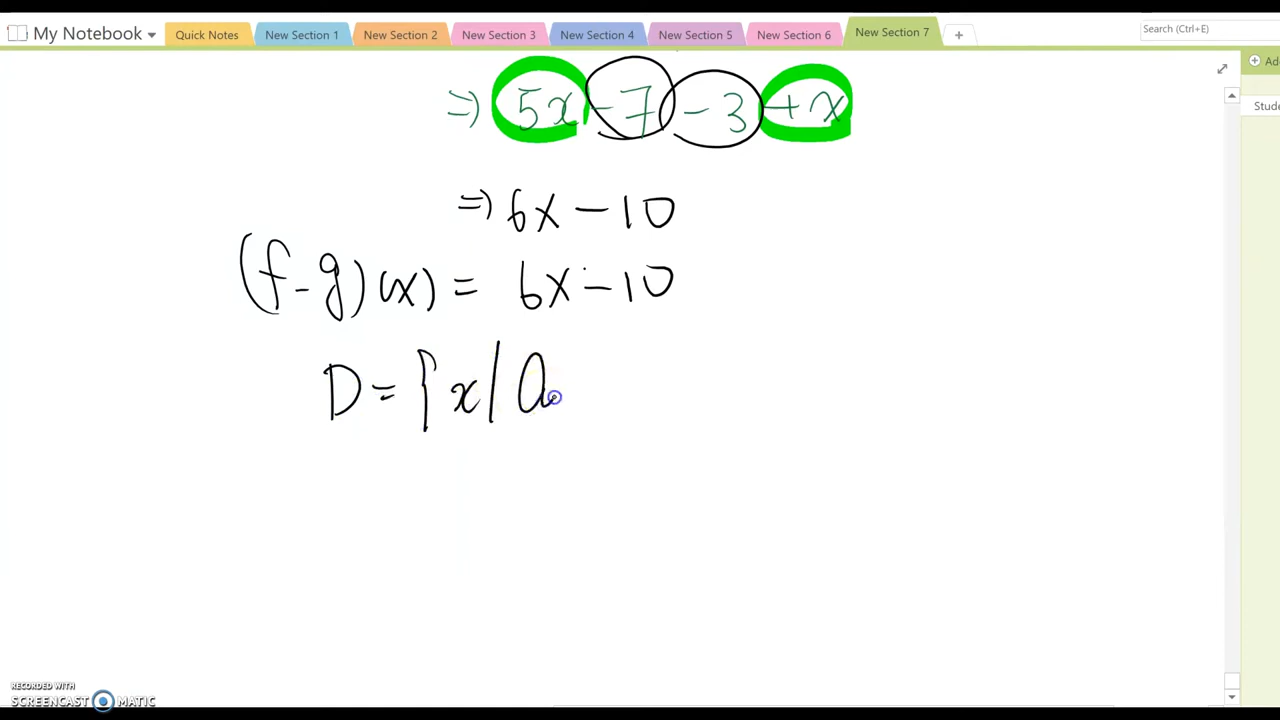 My Notebook
Quick Notes
New Section 1
New Section 2
New Section 3
New Section 4
New Section 5
New Section 6
New Section 7
Search (Ctrl+E)
Add
Stud
⇒) 5x - 7 - 3 + x
⇒) 6x - 10
(f - g)(x) = 6x - 10
D = { x |
RECORDED WITH
SCREENCAST MATIC